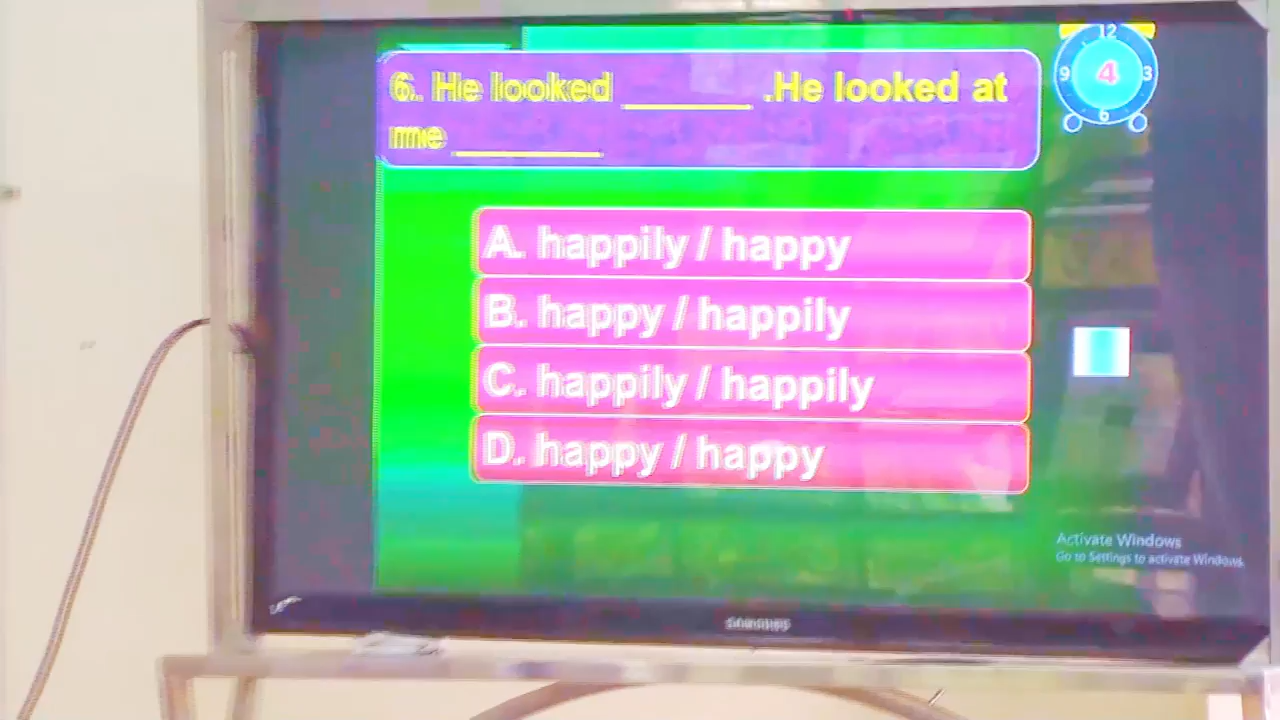 6. He looked ______ .He looked at
me ______
12
9 4 3
6
A. happily / happy
B. happy / happily
C. happily / happily
D. happy / happy
Activate Windows
Go to Settings to activate Windows.
SAMSUNG